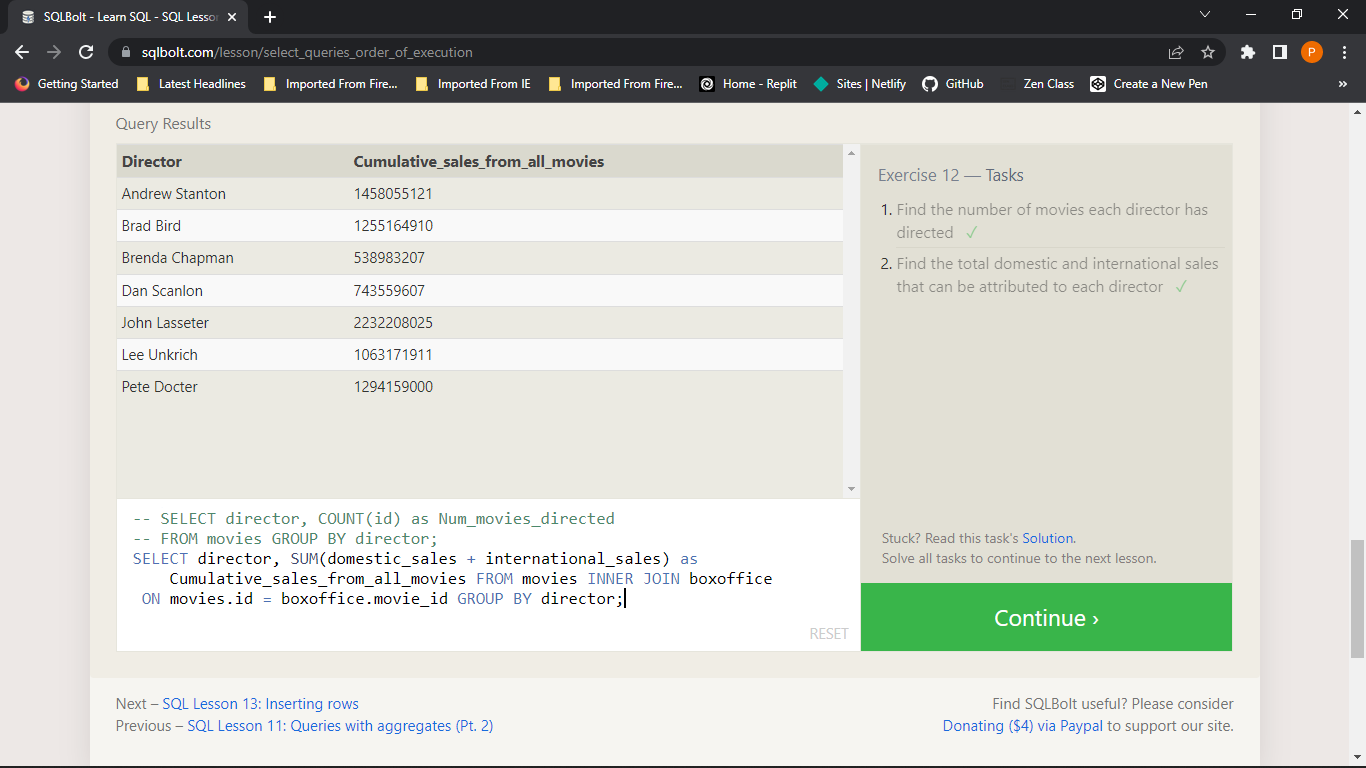 SQLBolt - Learn SQL - SQL Lesson
sqlbolt.com/lesson/select_queries_order_of_execution
P
Getting Started Latest Headlines Imported From Fire... Imported From IE Imported From Fire... Home - Replit Sites | Netlify GitHub Zen Class Create a New Pen »
Query Results
Director Cumulative_sales_from_all_movies
Andrew Stanton 1458055121
Brad Bird 1255164910
Brenda Chapman 538983207
Dan Scanlon 743559607
John Lasseter 2232208025
Lee Unkrich 1063171911
Pete Docter 1294159000
Exercise 12 — Tasks
1. Find the number of movies each director has
directed ✓
2. Find the total domestic and international sales
that can be attributed to each director ✓
-- SELECT director, COUNT(id) as Num_movies_directed
-- FROM movies GROUP BY director;
SELECT director, SUM(domestic_sales + international_sales) as
Cumulative_sales_from_all_movies FROM movies INNER JOIN boxoffice
ON movies.id = boxoffice.movie_id GROUP BY director;
RESET
Stuck? Read this task's Solution.
Solve all tasks to continue to the next lesson.
Continue ›
Next – SQL Lesson 13: Inserting rows
Previous – SQL Lesson 11: Queries with aggregates (Pt. 2)
Find SQLBolt useful? Please consider
Donating ($4) via Paypal to support our site.